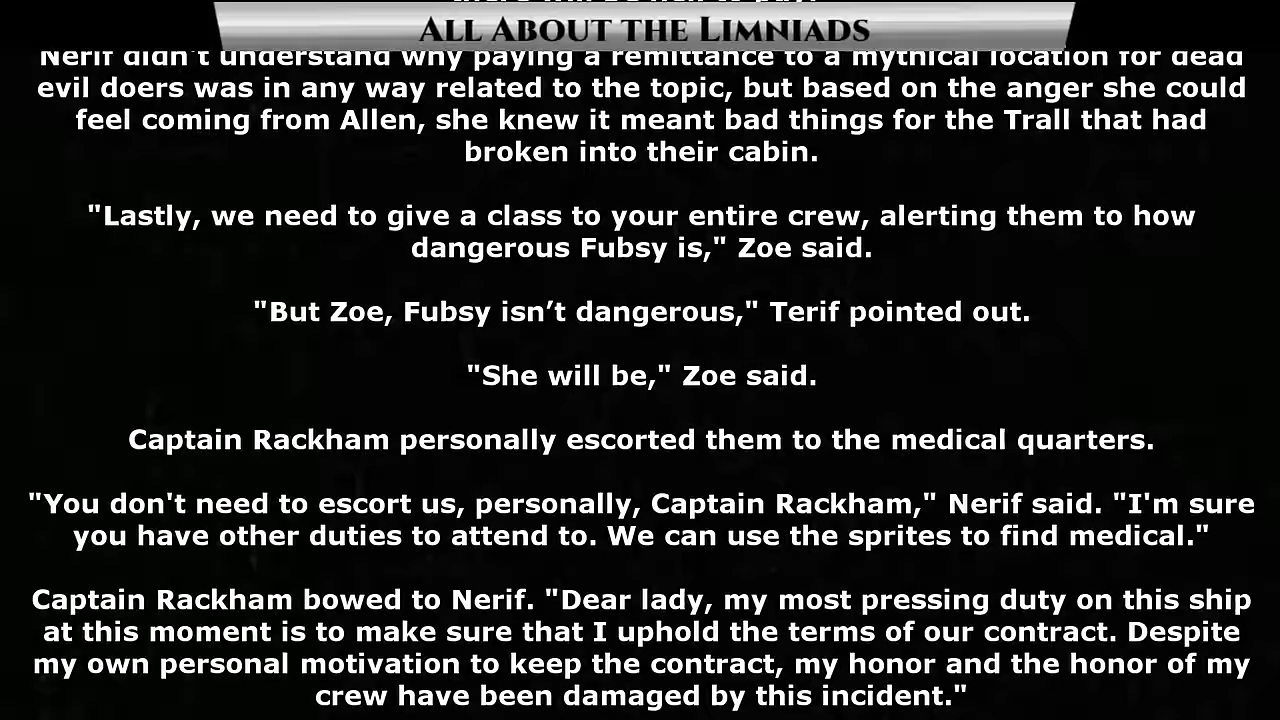 All About the Limniads
Nerif didn't understand why paying a remittance to a mythical location for dead
evil doers was in any way related to the topic, but based on the anger she could
feel coming from Allen, she knew it meant bad things for the Trall that had
broken into their cabin.
"Lastly, we need to give a class to your entire crew, alerting them to how
dangerous Fubsy is," Zoe said.
"But Zoe, Fubsy isn’t dangerous," Terif pointed out.
"She will be," Zoe said.
Captain Rackham personally escorted them to the medical quarters.
"You don't need to escort us, personally, Captain Rackham," Nerif said. "I'm sure
you have other duties to attend to. We can use the sprites to find medical."
Captain Rackham bowed to Nerif. "Dear lady, my most pressing duty on this ship
at this moment is to make sure that I uphold the terms of our contract. Despite
my own personal motivation to keep the contract, my honor and the honor of my
crew have been damaged by this incident."